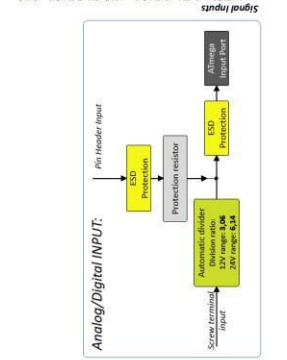 Signal Inputs
Analog/Digital INPUT:
Pin Header Input
ESD
Protection
Protection resistor
Screw terminal
input
Automatic divider
Division ratio:
12V range: 3,06
24V range: 6,14
ESD
Protection
ATmega
Input Port